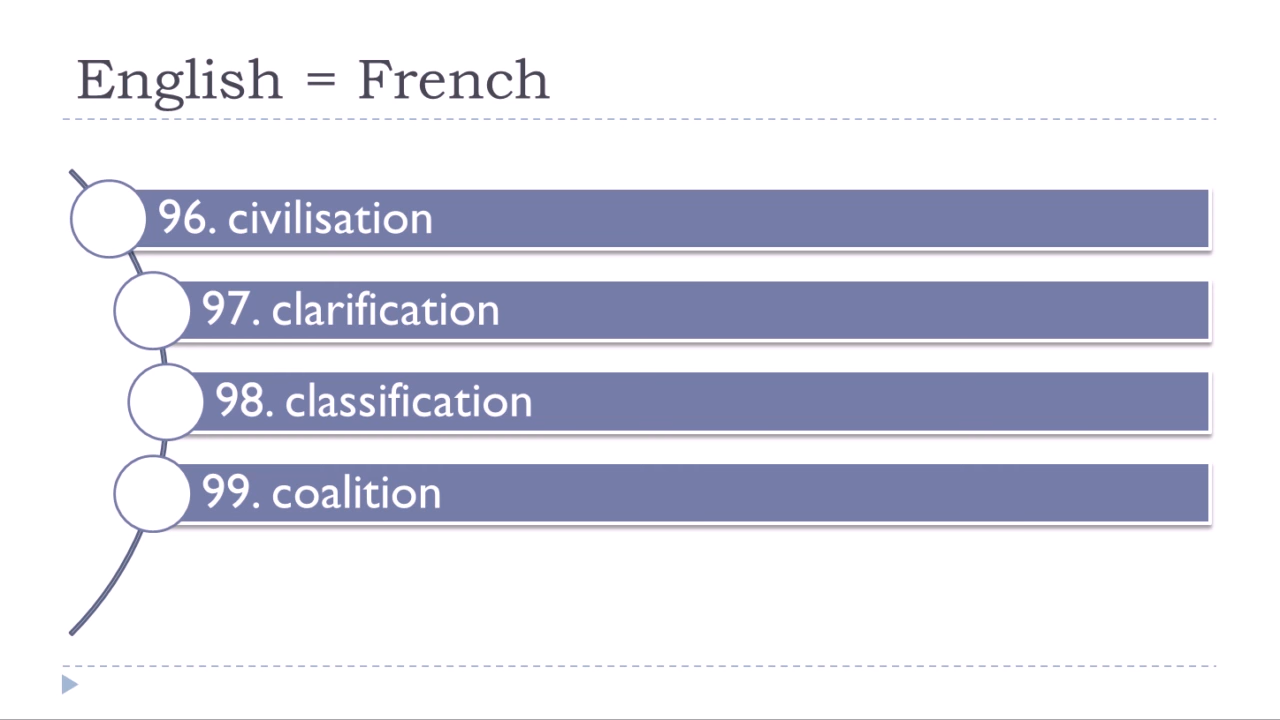 English = French
96. civilisation
97. clarification
98. classification
99. coalition